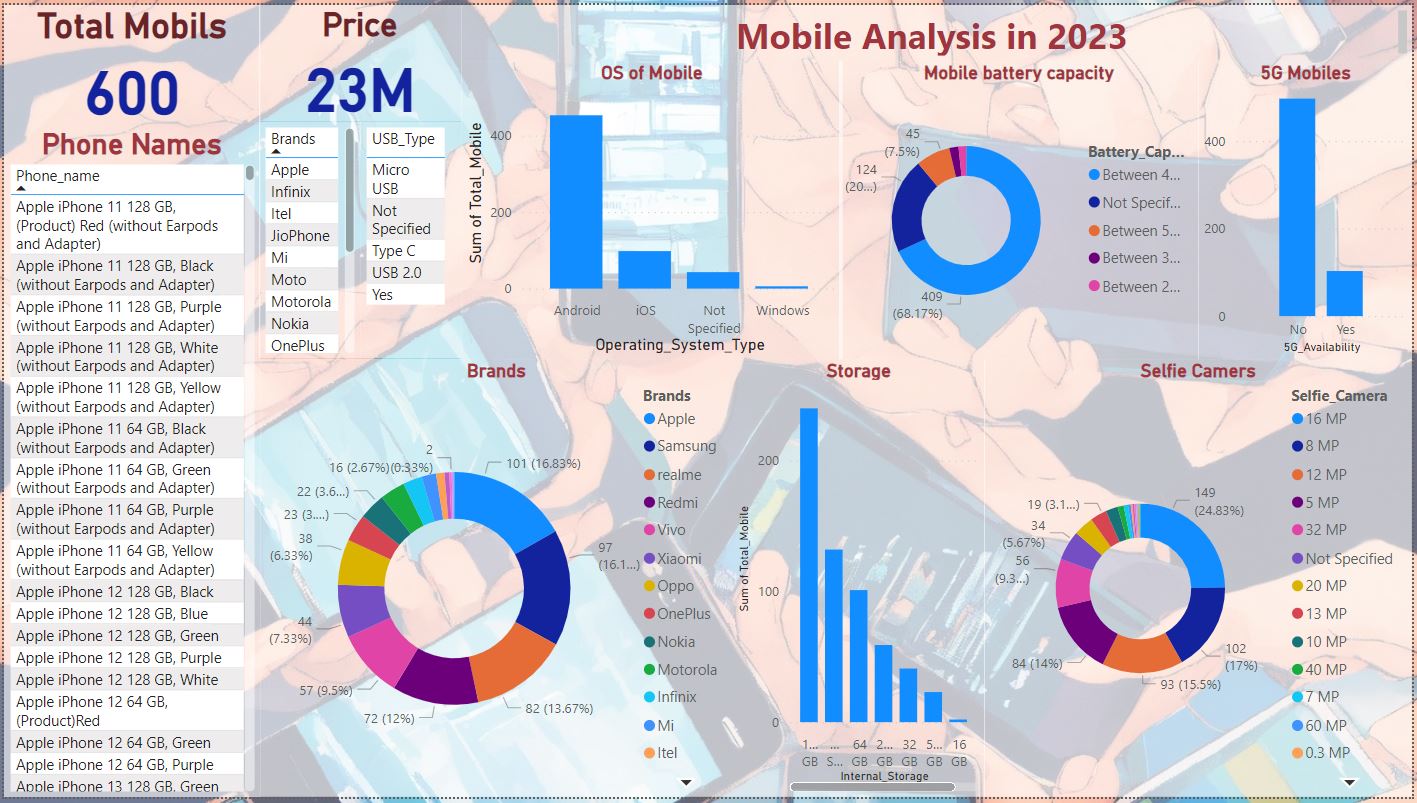 Total Mobils
600
Price
23M
Mobile Analysis in 2023
Phone Names
Phone_name
Apple iPhone 11 128 GB,
(Product) Red (without Earpods
and Adapter)
Apple iPhone 11 128 GB, Black
(without Earpods and Adapter)
Apple iPhone 11 128 GB, Purple
(without Earpods and Adapter)
Apple iPhone 11 128 GB, White
(without Earpods and Adapter)
Apple iPhone 11 128 GB, Yellow
(without Earpods and Adapter)
Apple iPhone 11 64 GB, Black
(without Earpods and Adapter)
Apple iPhone 11 64 GB, Green
(without Earpods and Adapter)
Apple iPhone 11 64 GB, Purple
(without Earpods and Adapter)
Apple iPhone 11 64 GB, Yellow
(without Earpods and Adapter)
Apple iPhone 12 128 GB, Black
Apple iPhone 12 128 GB, Blue
Apple iPhone 12 128 GB, Green
Apple iPhone 12 128 GB, Purple
Apple iPhone 12 128 GB, White
Apple iPhone 12 64 GB,
(Product)Red
Apple iPhone 12 64 GB, Green
Apple iPhone 12 64 GB, Purple
Apple iPhone 13 128 GB, Green
Brands
Apple
Infinix
Itel
JioPhone
Mi
Moto
Motorola
Nokia
OnePlus
USB_Type
Micro
USB
Not
Specified
Type C
USB 2.0
Yes
OS of Mobile
Sum of Total_Mobile
400
200
0
Android
iOS
Not
Specified
Windows
Operating_System_Type
Mobile battery capacity
45
(7.5%)
124
(20...)
409
(68.17%)
Battery_Cap...
Between 4...
Not Specif...
Between 5...
Between 3...
Between 2...
5G Mobiles
400
200
0
No
Yes
5G_Availability
Brands
2
16 (2.67%)
(0.33%)
101 (16.83%)
22 (3.6...)
23 (3....)
38
(6.33%)
97
(16.1...)
44
(7.33%)
57 (9.5%)
72 (12%)
82 (13.67%)
Brands
Apple
Samsung
realme
Redmi
Vivo
Xiaomi
Oppo
OnePlus
Nokia
Motorola
Infinix
Mi
Itel
Storage
Sum of Total_Mobile
200
100
0
1...
GB
...
S...
64
GB
2...
GB
32
GB
5...
GB
16
GB
Internal_Storage
Selfie Camers
149
(24.83%)
19 (3.1...)
34
(5.67%)
56
(9.3...)
102
(17%)
84 (14%)
93 (15.5%)
Selfie_Camera
16 MP
8 MP
12 MP
5 MP
32 MP
Not Specified
20 MP
13 MP
10 MP
40 MP
7 MP
60 MP
0.3 MP